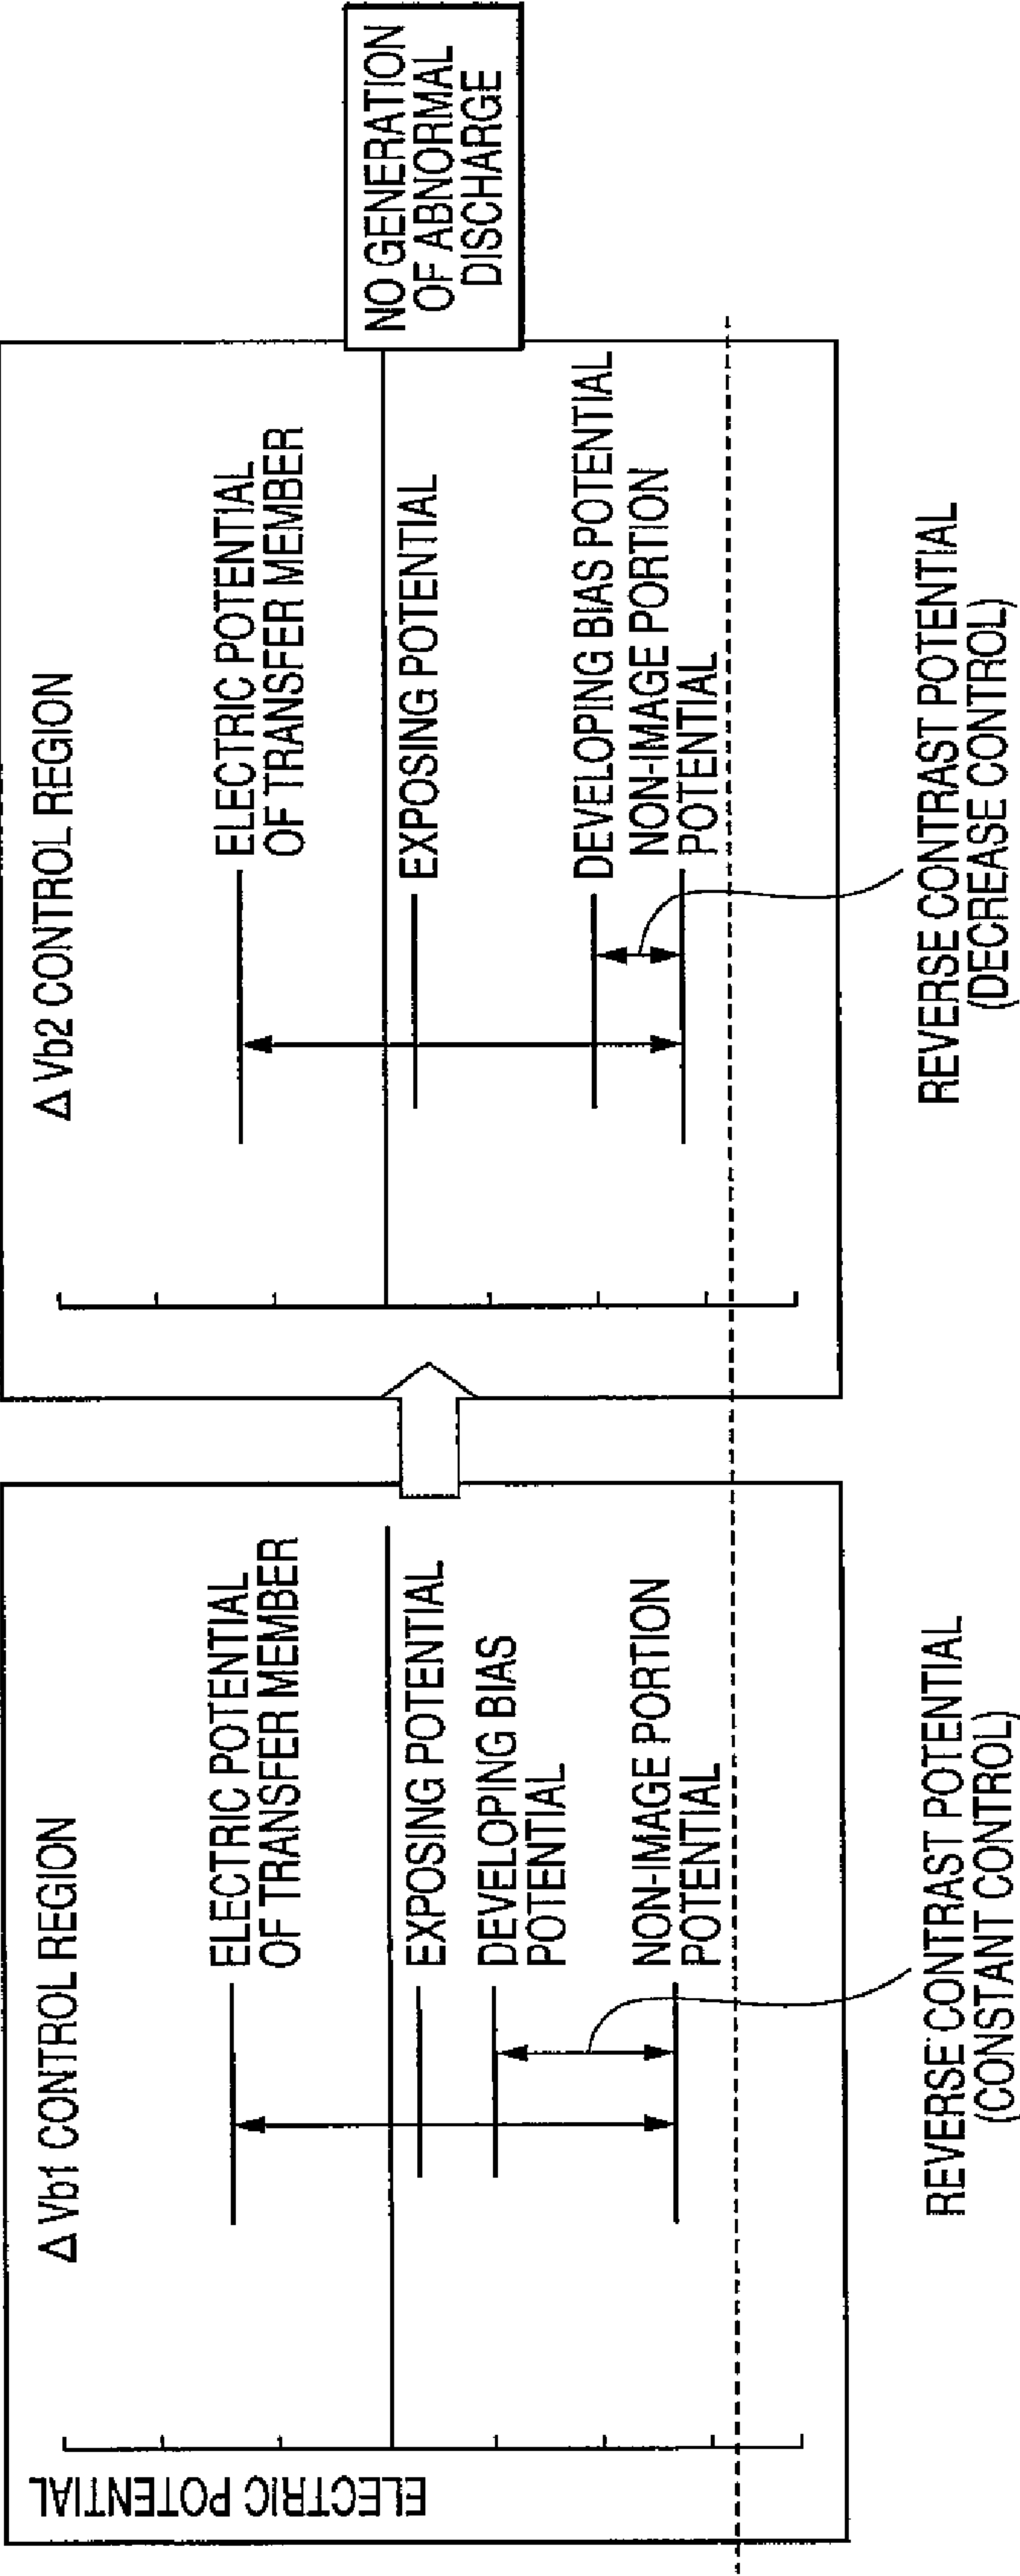 Δ Vb1 CONTROL REGION
ELECTRIC POTENTIAL
ELECTRIC POTENTIAL
OF TRANSFER MEMBER
EXPOSING POTENTIAL
DEVELOPING BIAS
POTENTIAL
NON-IMAGE PORTION
POTENTIAL
REVERSE CONTRAST POTENTIAL
(CONSTANT CONTROL)
Δ Vb2 CONTROL REGION
ELECTRIC POTENTIAL
OF TRANSFER MEMBER
EXPOSING POTENTIAL
DEVELOPING BIAS POTENTIAL
NON-IMAGE PORTION
POTENTIAL
REVERSE CONTRAST POTENTIAL
(DECREASE CONTROL)
NO GENERATION
OF ABNORMAL
DISCHARGE